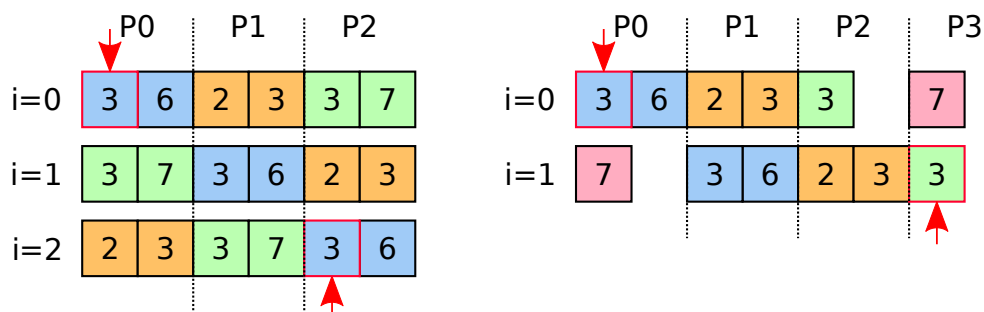 P0 P1 P2
i=0 3 6 2 3 3 7
i=1 3 7 3 6 2 3
i=2 2 3 3 7 3 6
P0 P1 P2 P3
i=0 3 6 2 3 3 7
i=1 7 3 6 2 3 3